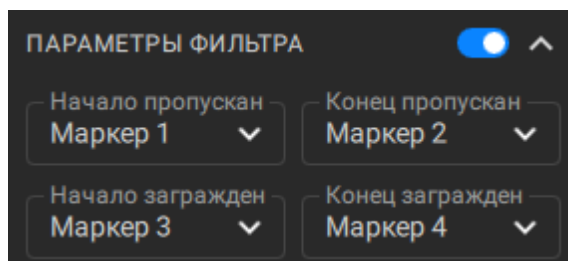 ПАРАМЕТРЫ ФИЛЬТРА
Начало пропускан Конец пропускан
Маркер 1 Маркер 2
Начало загражден Конец загражден
Маркер 3 Маркер 4